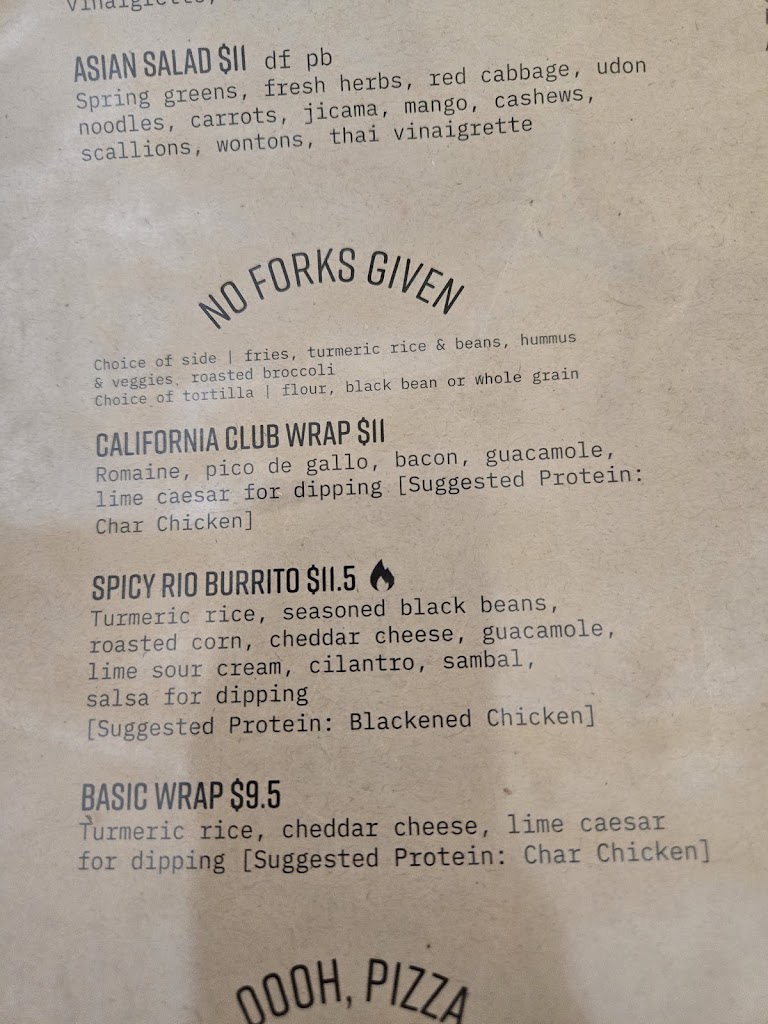 ASIAN SALAD $11 df pb
Spring greens, fresh herbs, red cabbage, udon
noodles, carrots, jicama, mango, cashews,
scallions, wontons, thai vinaigrette
NO FORKS GIVEN
Choice of side | fries, turmeric rice & beans, hummus
& veggies, roasted broccoli
Choice of tortilla | flour, black bean or whole grain
CALIFORNIA CLUB WRAP $11
Romaine, pico de gallo, bacon, guacamole,
lime caesar for dipping [Suggested Protein:
Char Chicken]
SPICY RIO BURRITO $11.5
Turmeric rice, seasoned black beans,
roasted corn, cheddar cheese, guacamole,
lime sour cream, cilantro, sambal,
salsa for dipping
[Suggested Protein: Blackened Chicken]
BASIC WRAP $9.5
Turmeric rice, cheddar cheese, lime caesar
for dipping [Suggested Protein: Char Chicken]
OOOH, PIZZA